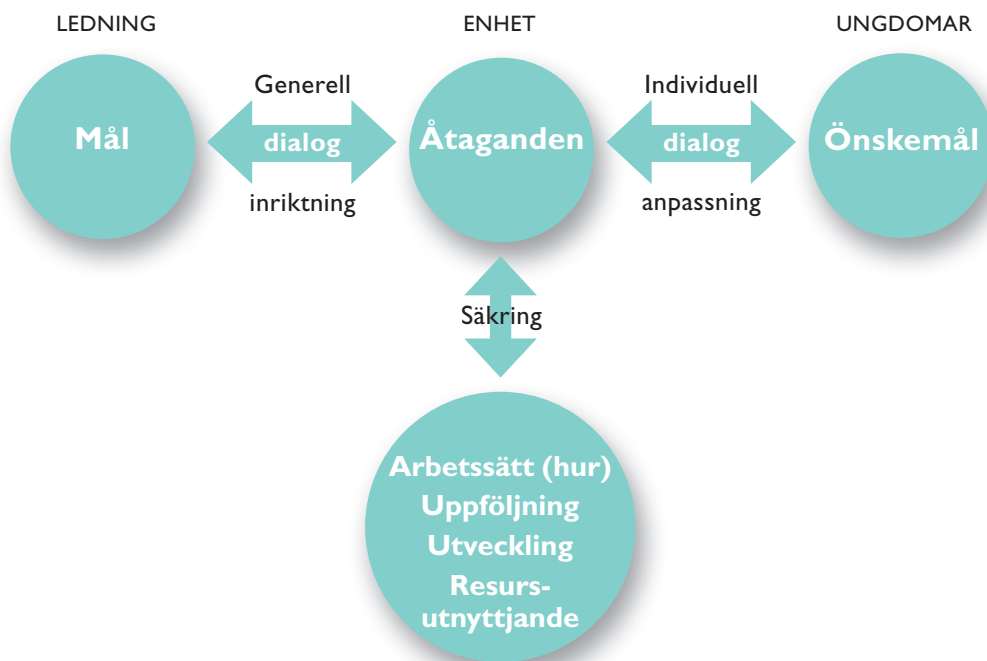 LEDNING
ENHET
UNGDOMAR
Generell
Individuell
Mål
dialog
Åtaganden
dialog
Önskemål
inriktning
anpassning
Säkring
Arbetssätt (hur)
Uppföljning
Utveckling
Resurs-
utnyttjande